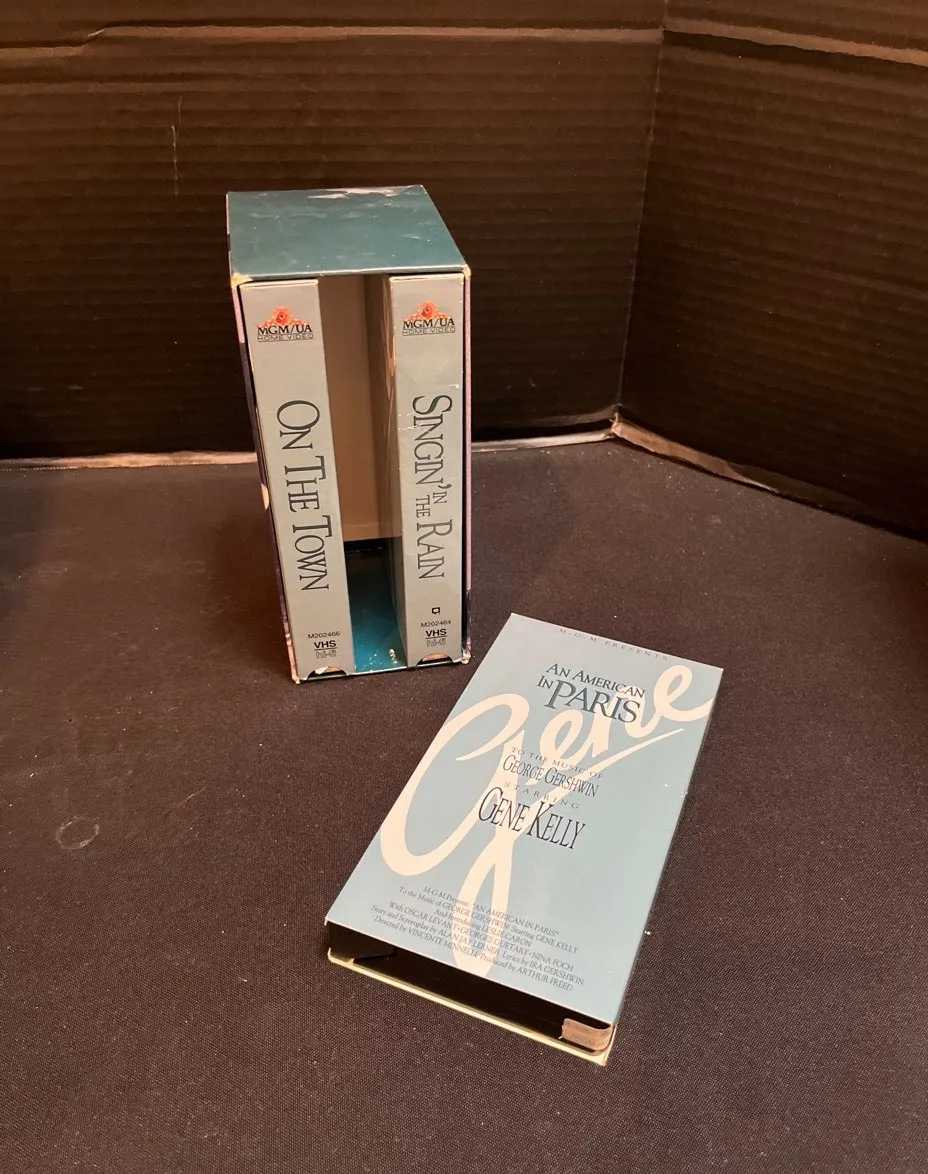 MGM/UA
HOME VIDEO
ON THE TOWN
M202466
VHS
hi-fi
MGM/UA
HOME VIDEO
SINGIN' IN THE RAIN
M202464
VHS
hi-fi
M-G-M PRESENTS
AN AMERICAN
IN PARIS
Gene
TO THE MUSIC OF
GEORGE GERSHWIN
STARRING
GENE KELLY
M-G-M Presents "AN AMERICAN IN PARIS"
To the Music of GEORGE GERSHWIN Starring GENE KELLY
And Introducing LESLIE CARON
With OSCAR LEVANT • GEORGES GUETARY • NINA FOCH
Story and Screenplay by ALAN JAY LERNER Lyrics by IRA GERSHWIN
Directed by VINCENTE MINNELLI Produced by ARTHUR FREED